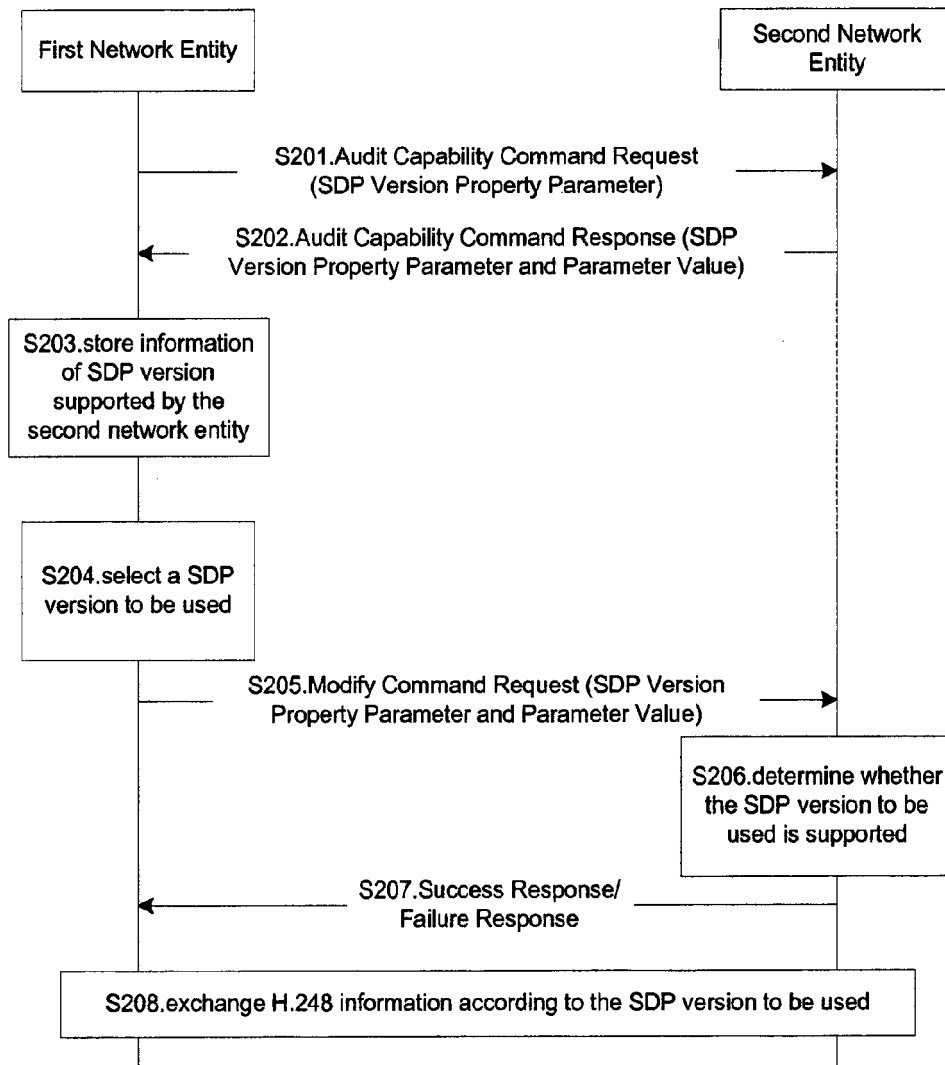 First Network Entity
Second Network
Entity
S201.Audit Capability Command Request
(SDP Version Property Parameter)
S202.Audit Capability Command Response (SDP
Version Property Parameter and Parameter Value)
S203.store information
of SDP version
supported by the
second network entity
S204.select a SDP
version to be used
S205.Modify Command Request (SDP Version
Property Parameter and Parameter Value)
S206.determine whether
the SDP version to be
used is supported
S207.Success Response/
Failure Response
S208.exchange H.248 information according to the SDP version to be used